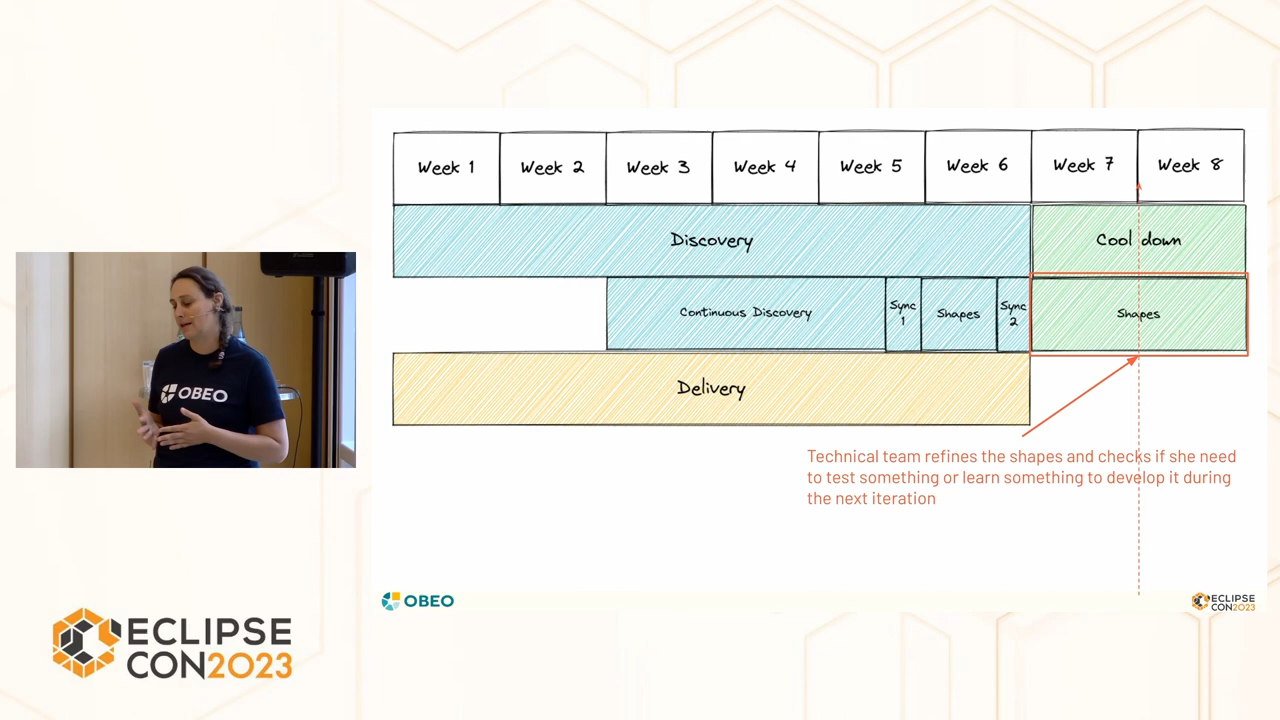 Week 1
Week 2
Week 3
Week 4
Week 5
Week 6
Week 7
Week 8
Discovery
Cool down
Continuous Discovery
Sync
1
Shapes
Sync
2
Shapes
Delivery
Technical team refines the shapes and checks if she need
to test something or learn something to develop it during
the next iteration
OBEO
OBEO
ECLIPSE
CON2023
ECLIPSE
CON2023